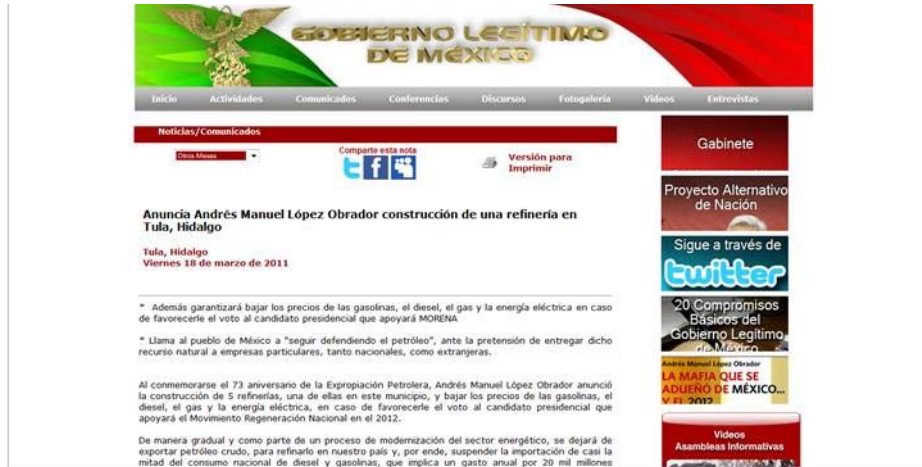 GOBIERNO LEGÍTIMO
DE MÉXICO
Inicio Actividades Comunicados Conferencias Discursos Fotogalería Videos Entrevistas
Noticias/Comunicados
Otros Meses
Comparte esta nota
Versión para
Imprimir
Anuncia Andrés Manuel López Obrador construcción de una refinería en
Tula, Hidalgo
Tula, Hidalgo
Viernes 18 de marzo de 2011
* Además garantizará bajar los precios de las gasolinas, el diesel, el gas y la energía eléctrica en caso
de favorecerle el voto al candidato presidencial que apoyará MORENA
* Llama al pueblo de México a "seguir defendiendo el petróleo", ante la pretensión de entregar dicho
recurso natural a empresas particulares, tanto nacionales, como extranjeras.
Al conmemorarse el 73 aniversario de la Expropiación Petrolera, Andrés Manuel López Obrador anunció
la construcción de 5 refinerías, una de ellas en este municipio, y bajar los precios de las gasolinas, el
diesel, el gas y la energía eléctrica, en caso de favorecerle el voto al candidato presidencial que
apoyará el Movimiento Regeneración Nacional en el 2012.
De manera gradual y como parte de un proceso de modernización del sector energético, se dejará de
exportar petróleo crudo, para refinarlo en nuestro país y, por ende, suspender la importación de casi la
mitad del consumo nacional de diesel y gasolinas, que implica un gasto anual por 20 mil millones
Gabinete
Proyecto Alternativo
de Nación
Sigue a través de
twitter
20 Compromisos
Básicos del
Gobierno Legítimo
de México
Andrés Manuel López Obrador
LA MAFIA QUE SE
ADUEÑÓ DE MÉXICO...
Y EL 2012
Videos
Asambleas Informativas